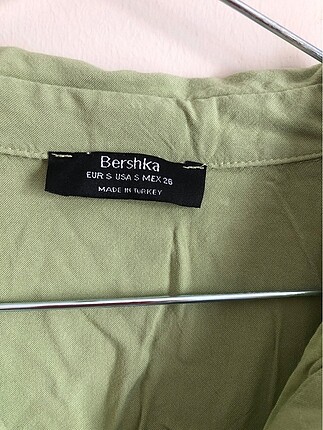 Bershka
EUR S USA S MEX 26
MADE IN TURKEY